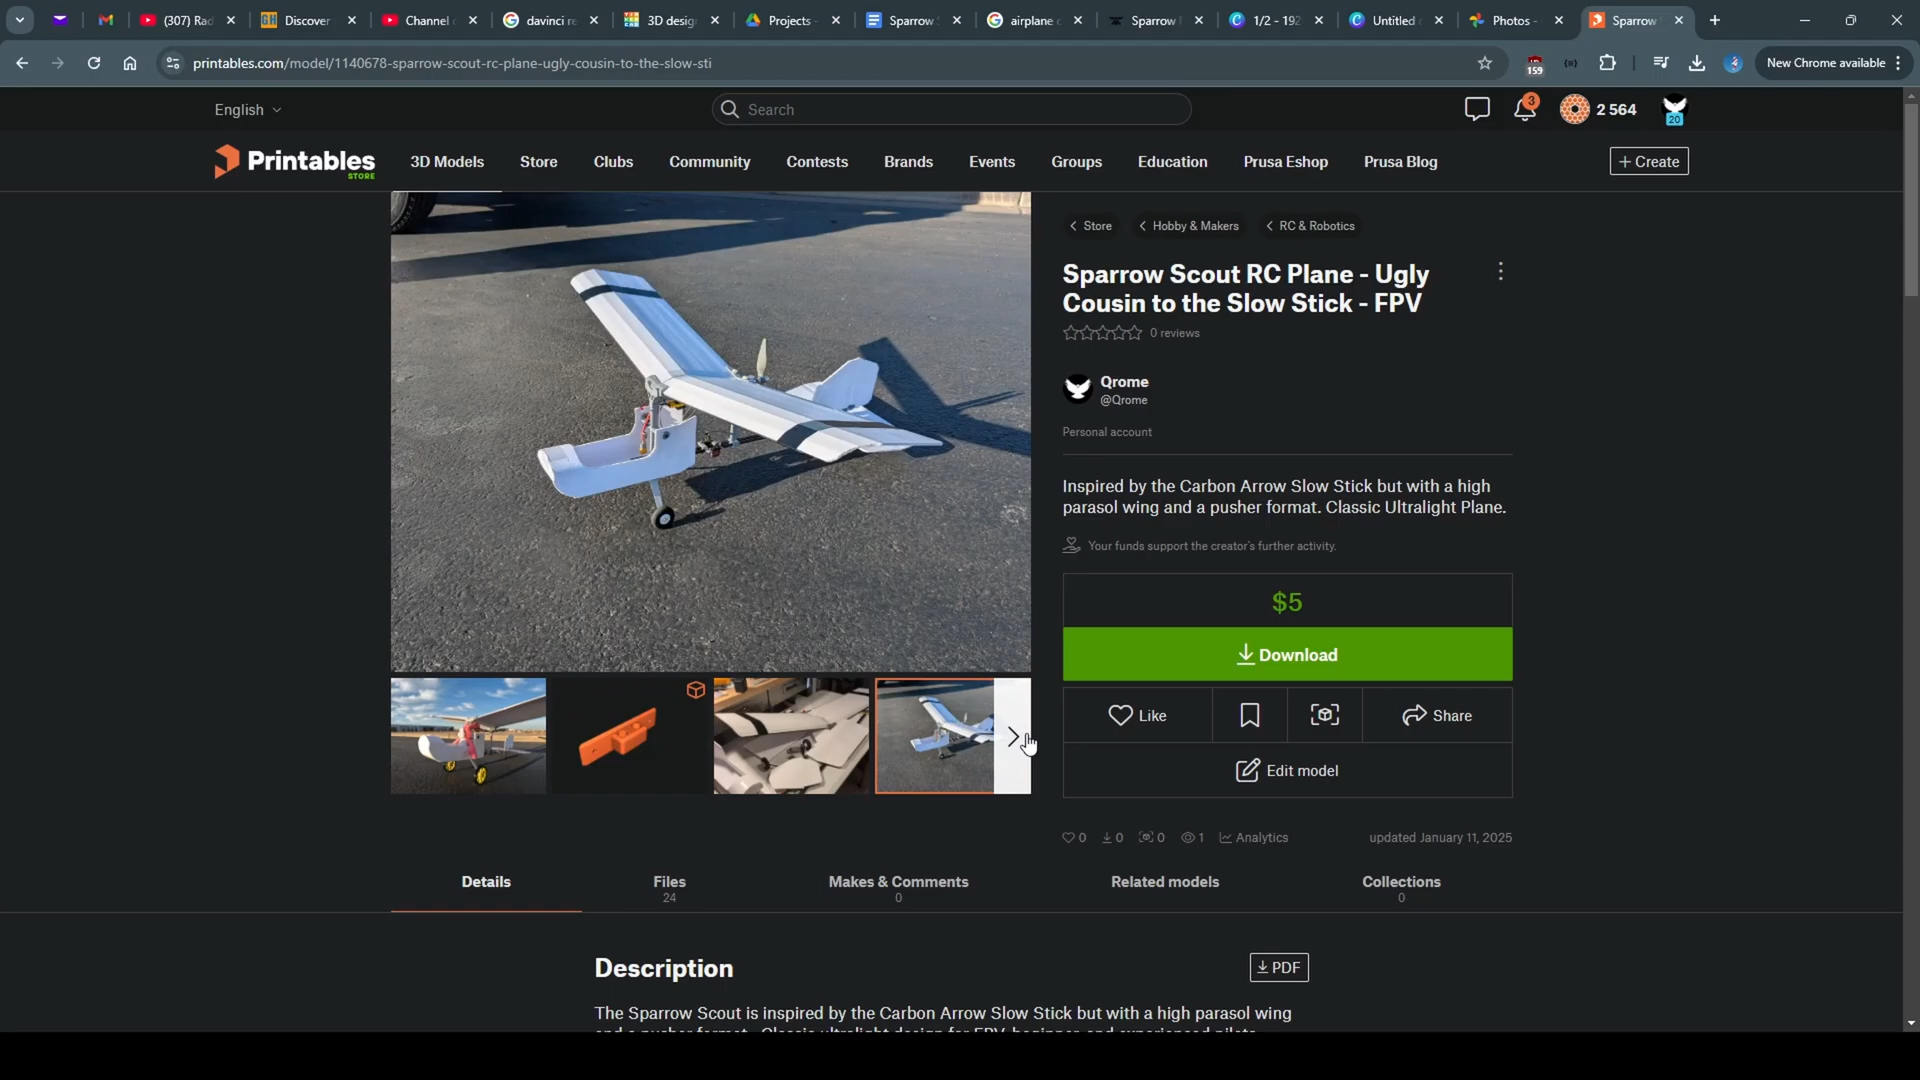 (307) Rad
Discover
Channel
davinci re
3D desig
Projects -
Sparrow
airplane
Sparrow
1/2 - 192
Untitled
Photos -
Sparrow
printables.com/model/1140678-sparrow-scout-rc-plane-ugly-cousin-to-the-slow-sti
159
New Chrome available
English
Search
3
2 564
20
Printables
STORE
3D Models
Store
Clubs
Community
Contests
Brands
Events
Groups
Education
Prusa Eshop
Prusa Blog
+ Create
< Store
< Hobby & Makers
< RC & Robotics
Sparrow Scout RC Plane - Ugly
Cousin to the Slow Stick - FPV
0 reviews
Qrome
@Qrome
Personal account
Inspired by the Carbon Arrow Slow Stick but with a high
parasol wing and a pusher format. Classic Ultralight Plane.
Your funds support the creator's further activity.
$5
Download
Like
Share
Edit model
0
0
0
1
Analytics
updated January 11, 2025
Details
Files
24
Makes & Comments
0
Related models
Collections
0
Description
PDF
The Sparrow Scout is inspired by the Carbon Arrow Slow Stick but with a high parasol wing